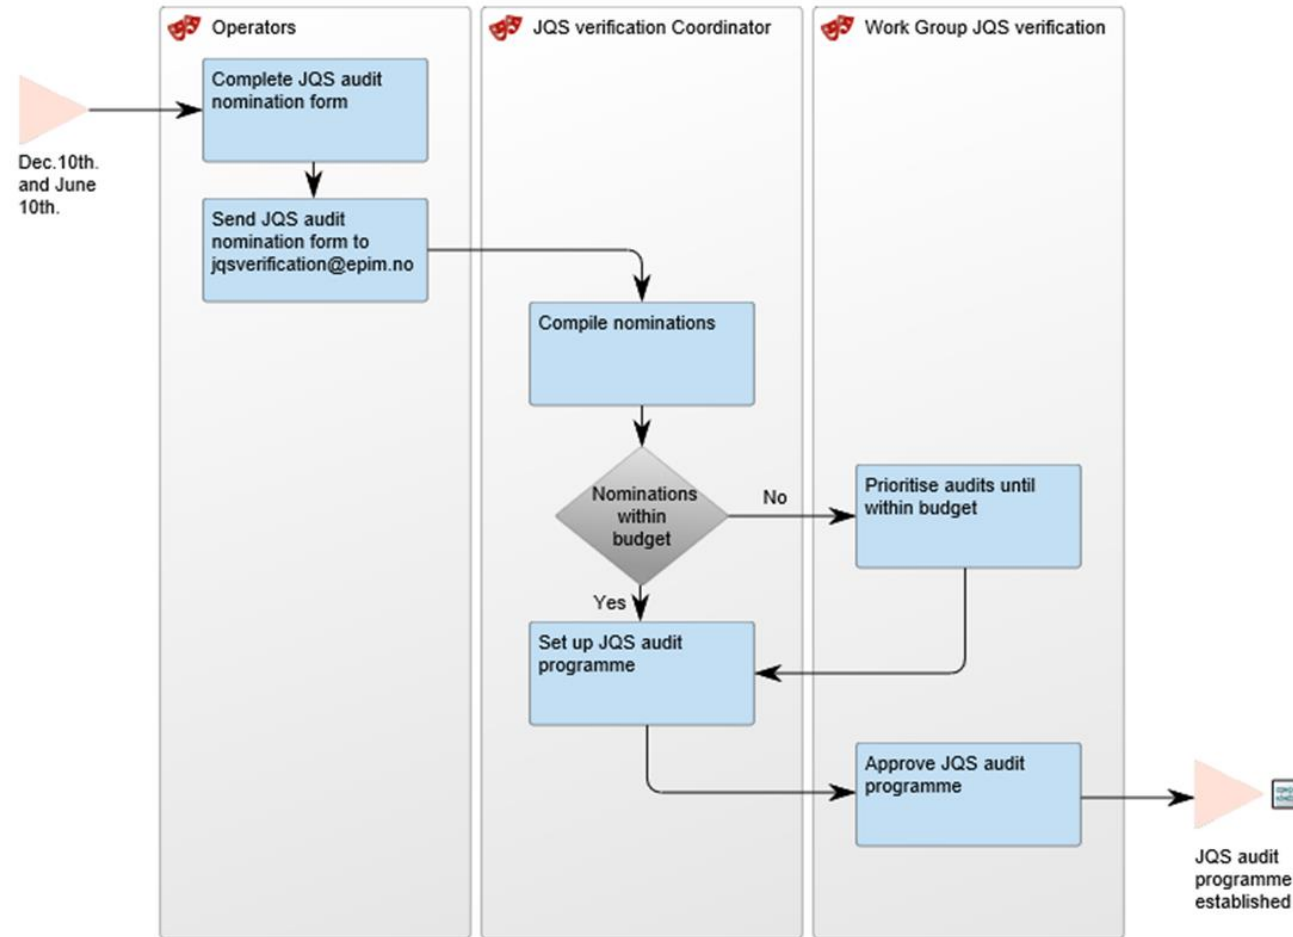 Operators
JQS verification Coordinator
Work Group JQS verification
Complete JQS audit
nomination form
Dec.10th.
and June
10th.
Send JQS audit
nomination form to
jqsverification@epim.no
Compile nominations
Nominations
within
budget
No
Prioritise audits until
within budget
Yes
Set up JQS audit
programme
Approve JQS audit
programme
JQS audit
programme
established